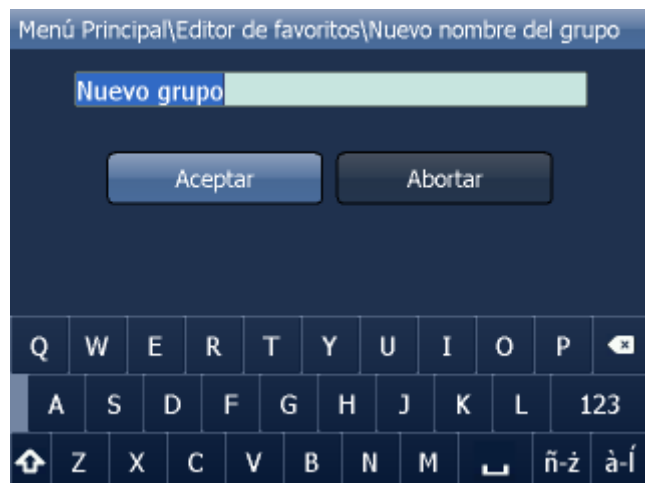 Menú Principal\Editor de favoritos\Nuevo nombre del grupo
Nuevo grupo
Aceptar Abortar
Q W E R T Y U I O P
A S D F G H J K L 123
Z X C V B N M ñ-ż à-Í